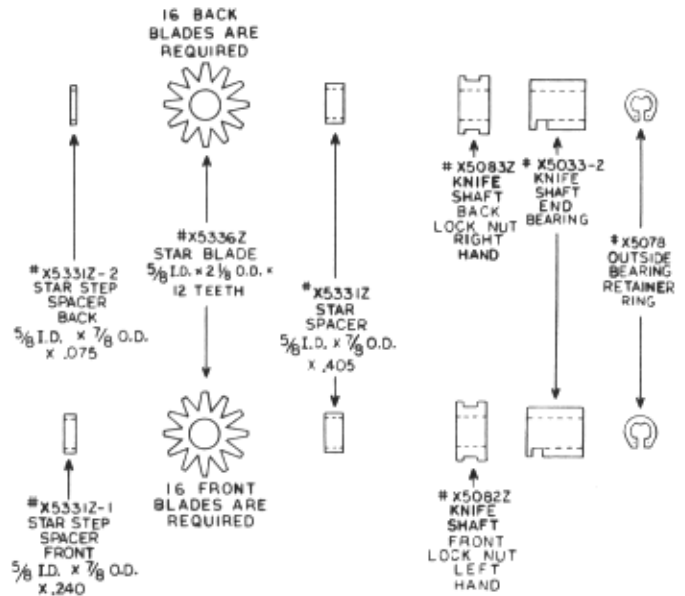 16 BACK
BLADES ARE
REQUIRED
#X5083Z
KNIFE
SHAFT
BACK
LOCK NUT
RIGHT
HAND
#X5033-2
KNIFE
SHAFT
END
BEARING
#X5336Z
STAR BLADE
5/8 I.D. x 2 1/8 O.D. x
12 TEETH
#X5078
OUTSIDE
BEARING
RETAINER
RING
#X5331Z-2
STAR STEP
SPACER
BACK
5/8 I.D. x 7/8 O.D.
x .075
#X5331Z
STAR
SPACER
5/8 I.D. x 7/8 O.D.
x .405
16 FRONT
BLADES ARE
REQUIRED
#X5331Z-1
STAR STEP
SPACER
FRONT
5/8 I.D. x 7/8 O.D.
x .240
#X5082Z
KNIFE
SHAFT
FRONT
LOCK NUT
LEFT
HAND